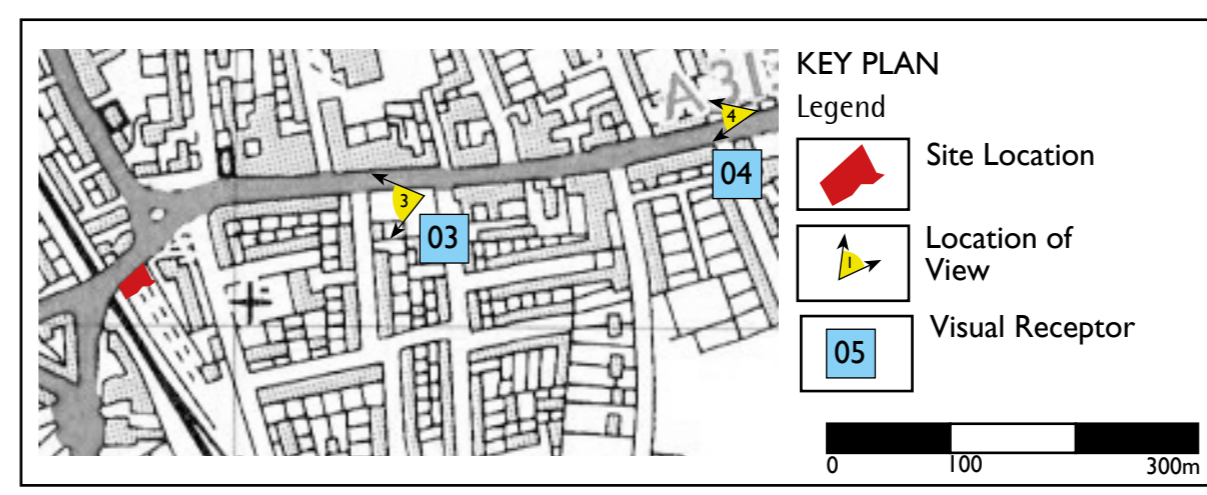 KEY PLAN
Legend
Site Location
Location of
View
1
Visual Receptor
05
0 100 300m
4
04
3
03